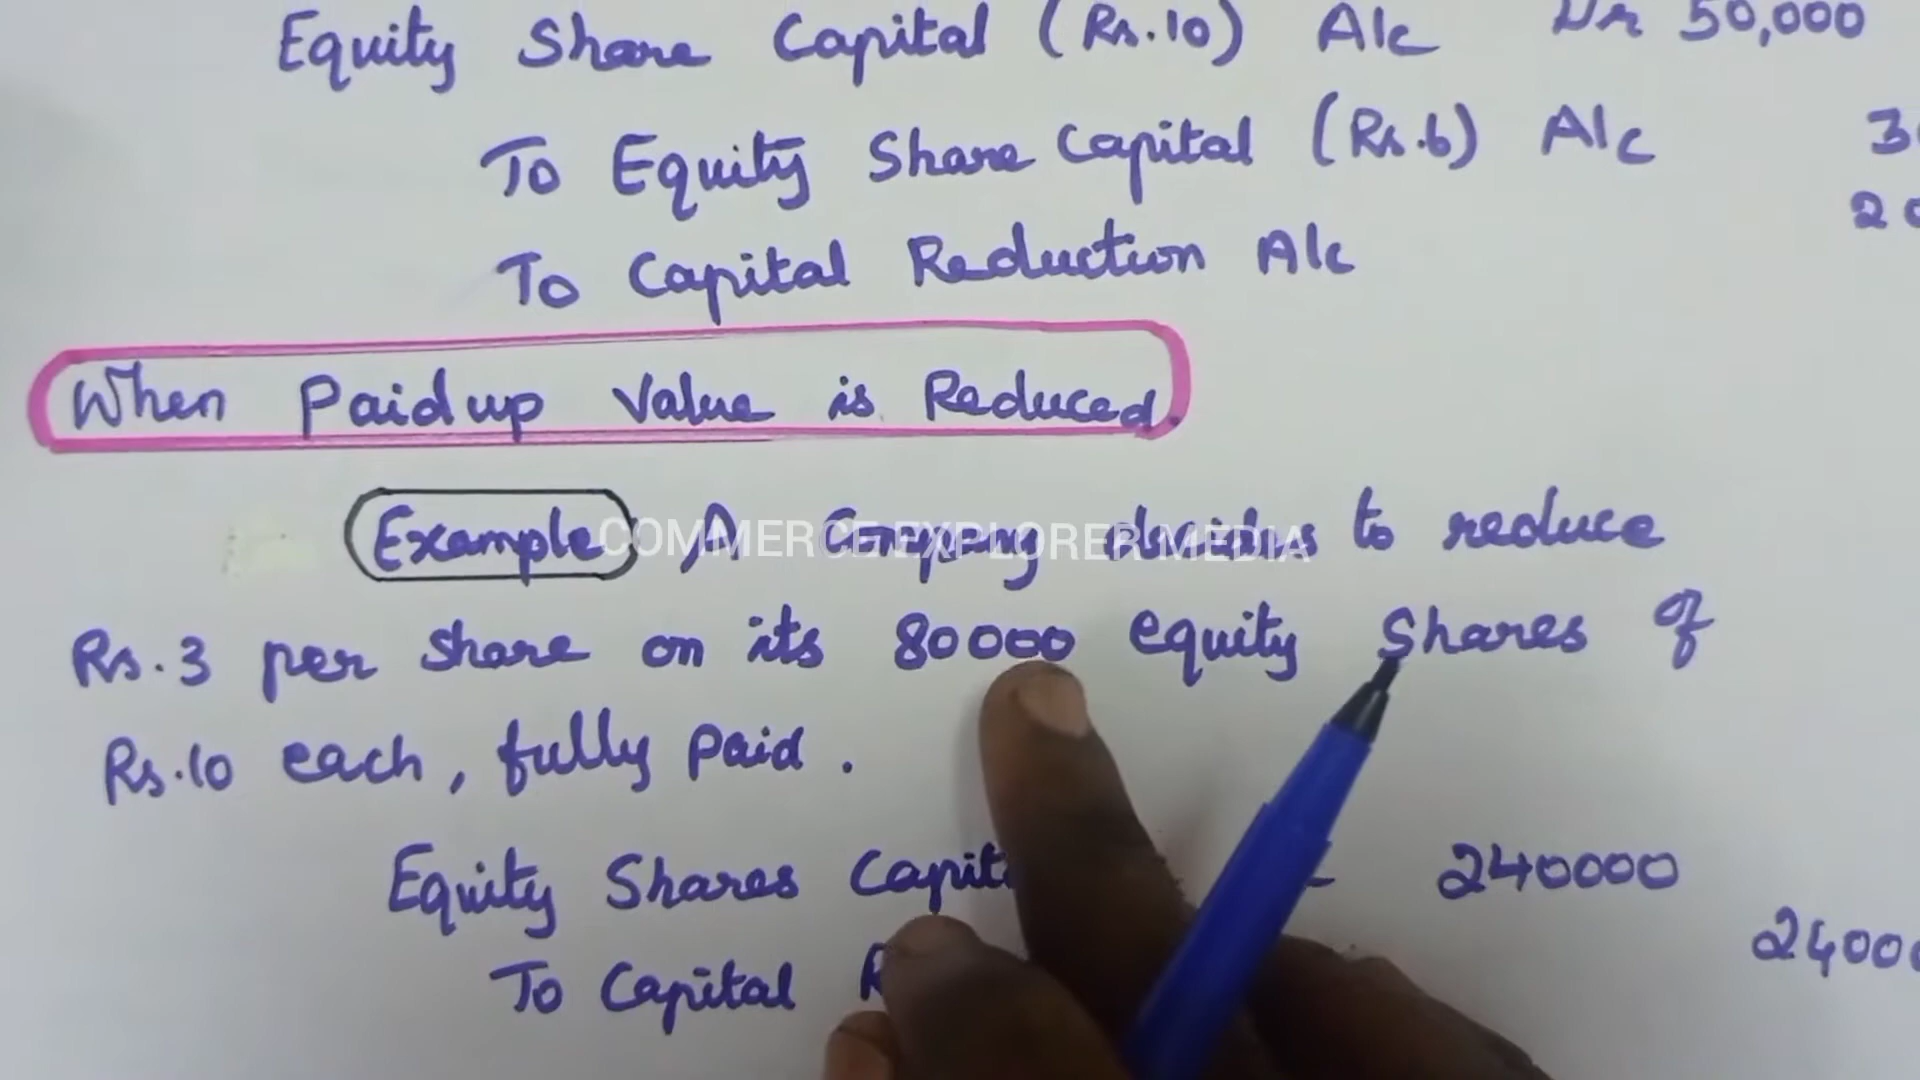 Equity Share Capital (Rs.10) A/c Dr 50,000
To Equity Share Capital (Rs.6) A/c
To Capital Reduction A/c
When Paidup Value is Reduced.
Example COMMERCE EXPLORER MEDIA A Company decides to reduce
Rs.3 per share on its 80000 equity Shares of
Rs.10 each, fully paid.
Equity Shares 240000
To Capital